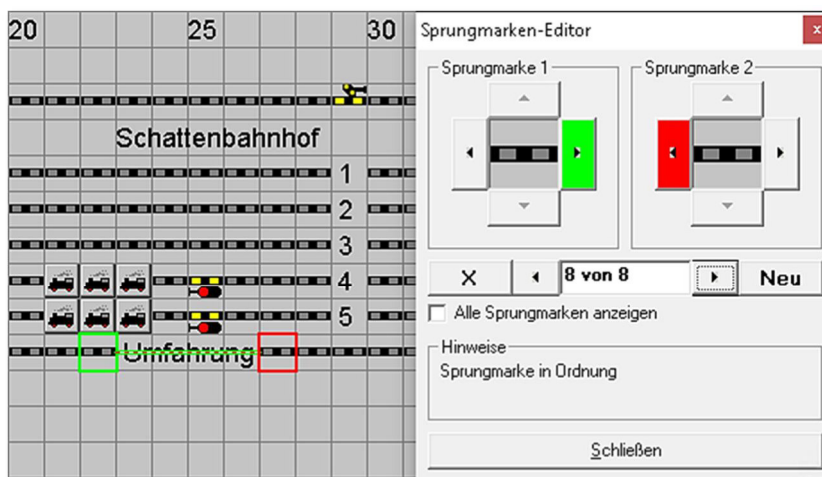 20 25 30
Schattenbahnhof
1
2
3
4
5
Umfahrung
Sprungmarken-Editor
x
Sprungmarke 1
Sprungmarke 2
X
8 von 8
Neu
Alle Sprungmarken anzeigen
Hinweise
Sprungmarke in Ordnung
Schließen